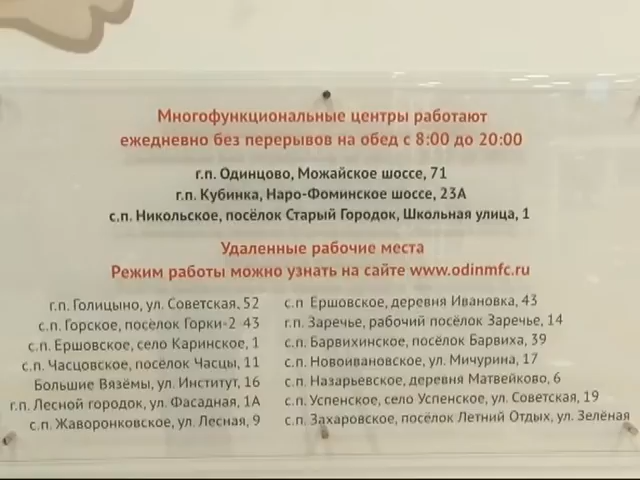 Многофункциональные центры работают
ежедневно без перерывов на обед с 8:00 до 20:00
г.п. Одинцово, Можайское шоссе, 71
г.п. Кубинка, Наро-Фоминское шоссе, 23А
с.п. Никольское, посёлок Старый Городок, Школьная улица, 1
Удаленные рабочие места
Режим работы можно узнать на сайте www.odinmfc.ru
г.п. Голицыно, ул. Советская, 52
с.п. Горское, посёлок Горки-2 43
с.п. Ершовское, село Каринское, 1
с.п. Часцовское, посёлок Часцы, 11
Большие Вязёмы, ул. Институт, 16
г.п. Лесной городок, ул. Фасадная, 1А
с.п. Жаворонковское, ул. Лесная, 9
с.п Ершовское, деревня Ивановка, 43
г.п. Заречье, рабочий посёлок Заречье, 14
с.п. Барвихинское, посёлок Барвиха, 39
с.п. Новоивановское, ул. Мичурина, 17
с.п. Назарьевское, деревня Матвейково, 6
с.п. Успенское, село Успенское, ул. Советская, 19
с.п. Захаровское, посёлок Летний Отдых, ул. Зелёная